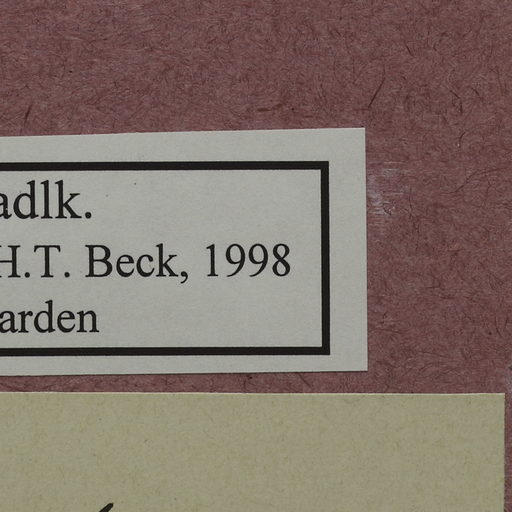 adlk.
H.T. Beck, 1998
arden